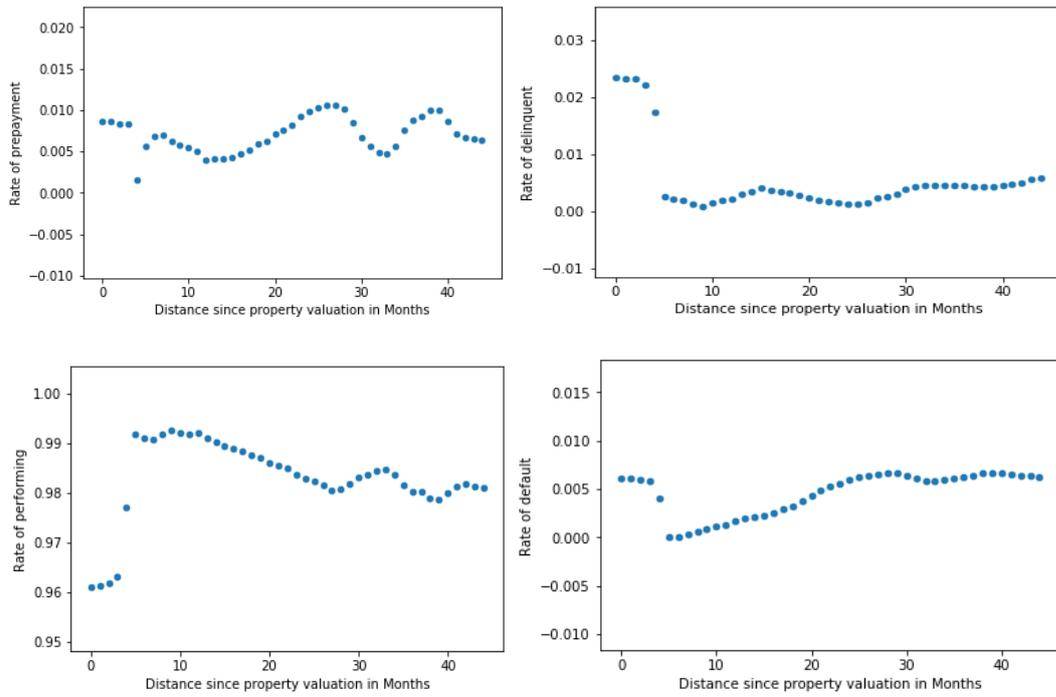 Rate of prepayment
0.020
0.015
0.010
0.005
0.000
−0.005
−0.010
0 10 20 30 40
Distance since property valuation in Months
Rate of delinquent
0.03
0.02
0.01
0.00
−0.01
0 10 20 30 40
Distance since property valuation in Months
Rate of performing
1.00
0.99
0.98
0.97
0.96
0.95
0 10 20 30 40
Distance since property valuation in Months
Rate of default
0.015
0.010
0.005
0.000
−0.005
−0.010
0 10 20 30 40
Distance since property valuation in Months